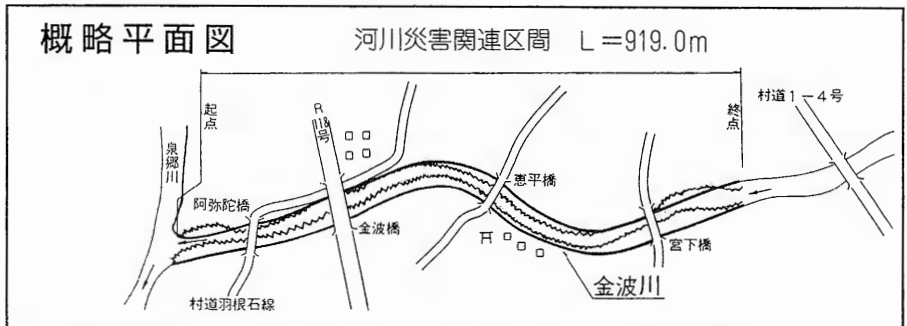 概略平面図
河川災害関連区間 L=919.0m
起点
終点
村道1-4号
泉郷川
阿弥陀橋
恵平橋
金波橋
宮下橋
村道羽根石線
金波川